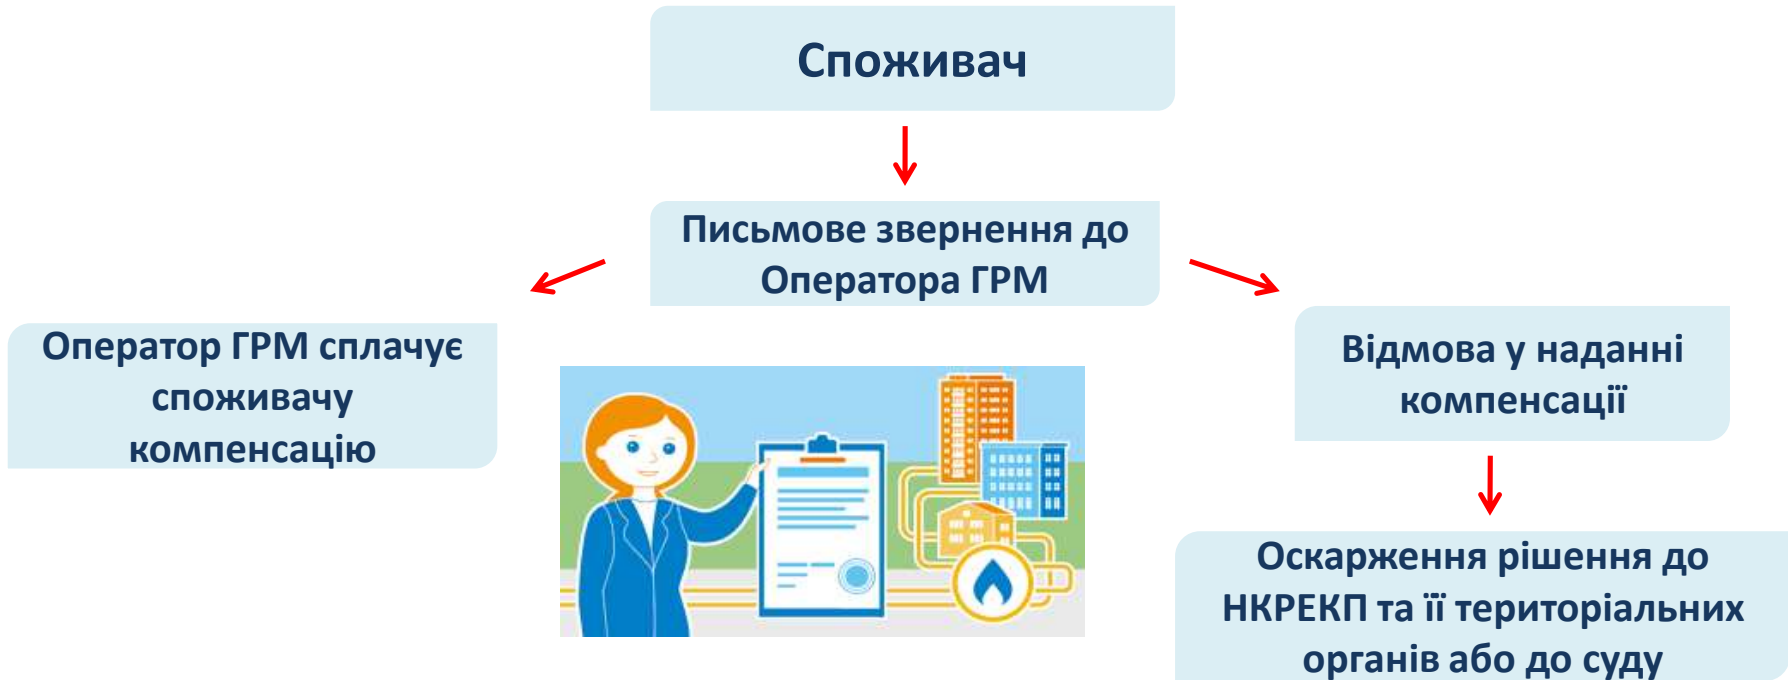 Споживач
Письмове звернення до
Оператора ГРМ
Оператор ГРМ сплачує
споживачу
компенсацію
Відмова у наданні
компенсації
Оскарження рішення до
НКРЕКП та її територіальних
органів або до суду